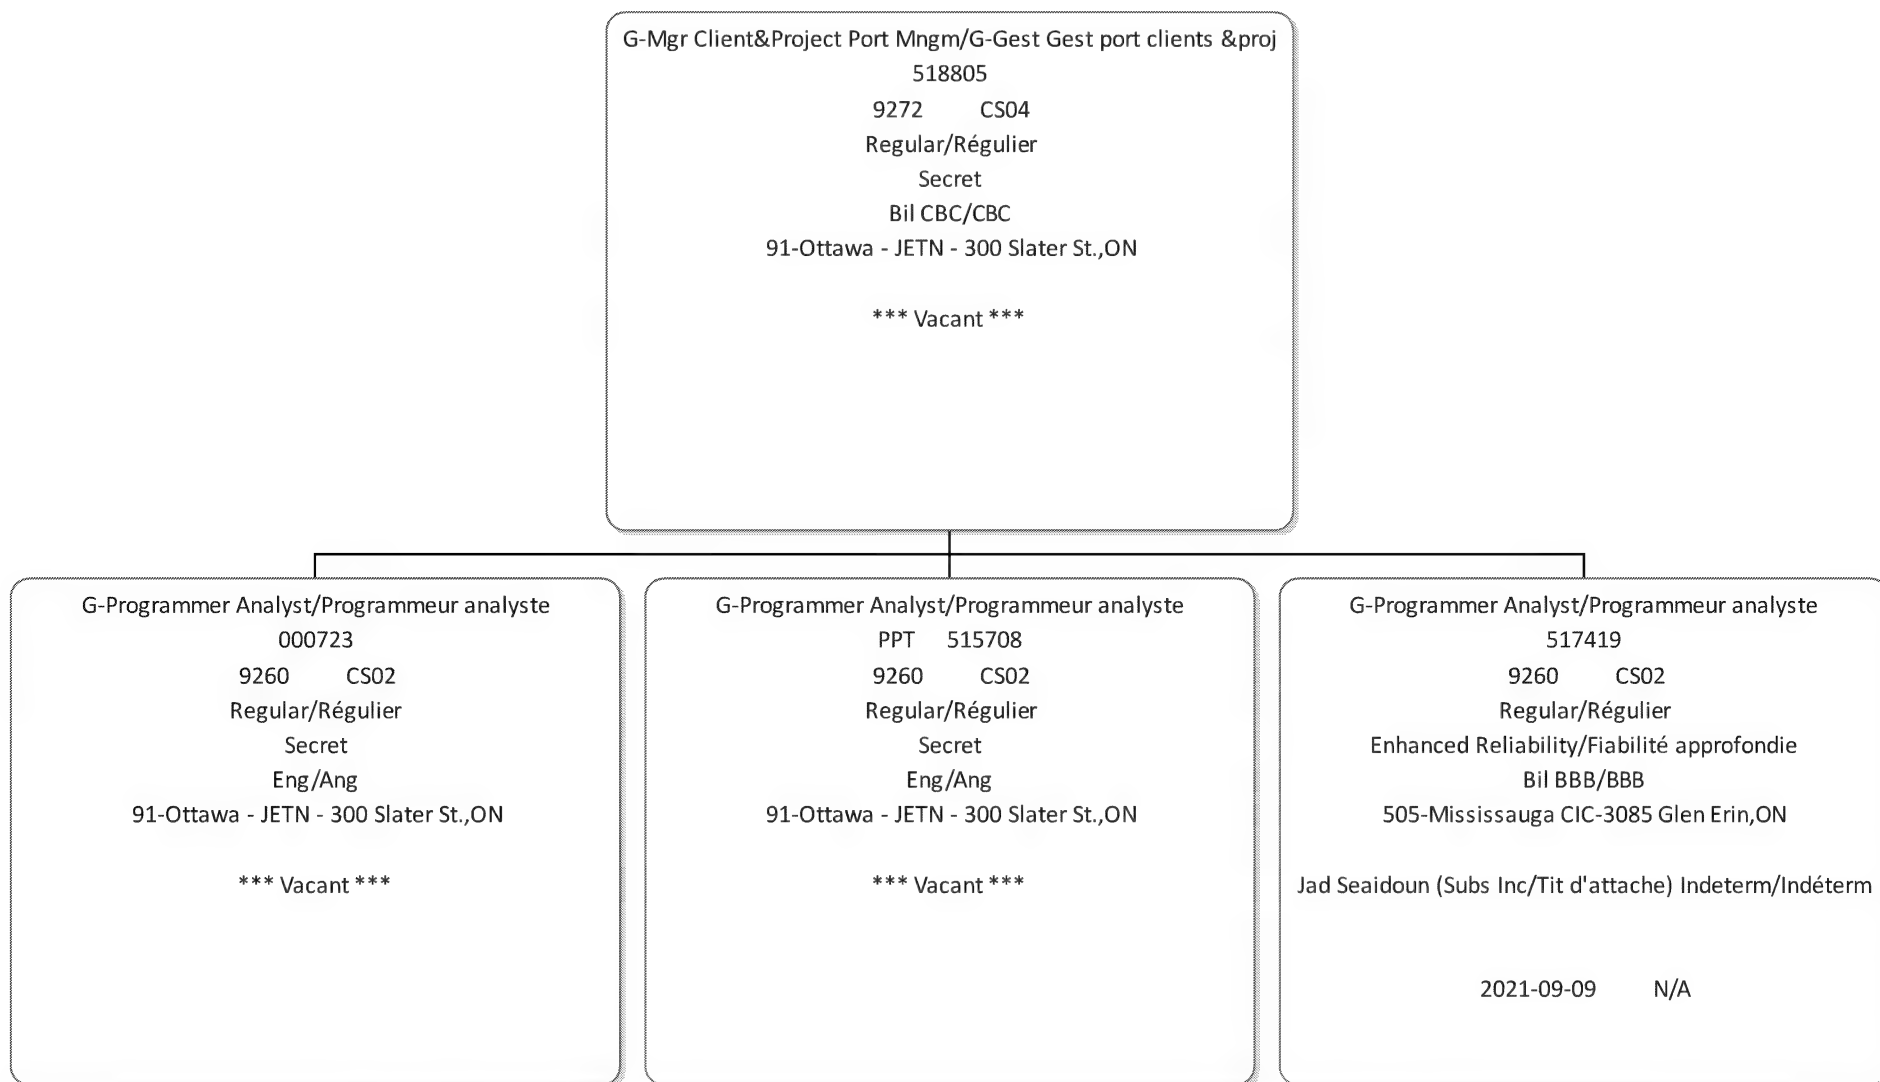 G-Mgr Client&Project Port Mngm/G-Gest Gest port clients &proj
518805
9272 CS04
Regular/Régulier
Secret
Bil CBC/CBC
91-Ottawa - JETN - 300 Slater St.,ON
*** Vacant ***
G-Programmer Analyst/Programmeur analyste
000723
9260 CS02
Regular/Régulier
Secret
Eng/Ang
91-Ottawa - JETN - 300 Slater St.,ON
*** Vacant ***
G-Programmer Analyst/Programmeur analyste
PPT 515708
9260 CS02
Regular/Régulier
Secret
Eng/Ang
91-Ottawa - JETN - 300 Slater St.,ON
*** Vacant ***
G-Programmer Analyst/Programmeur analyste
517419
9260 CS02
Regular/Régulier
Enhanced Reliability/Fiabilité approfondie
Bil BBB/BBB
505-Mississauga CIC-3085 Glen Erin,ON
Jad Seaidoun (Subs Inc/Tit d'attache) Indeterm/Indéterm
2021-09-09 N/A